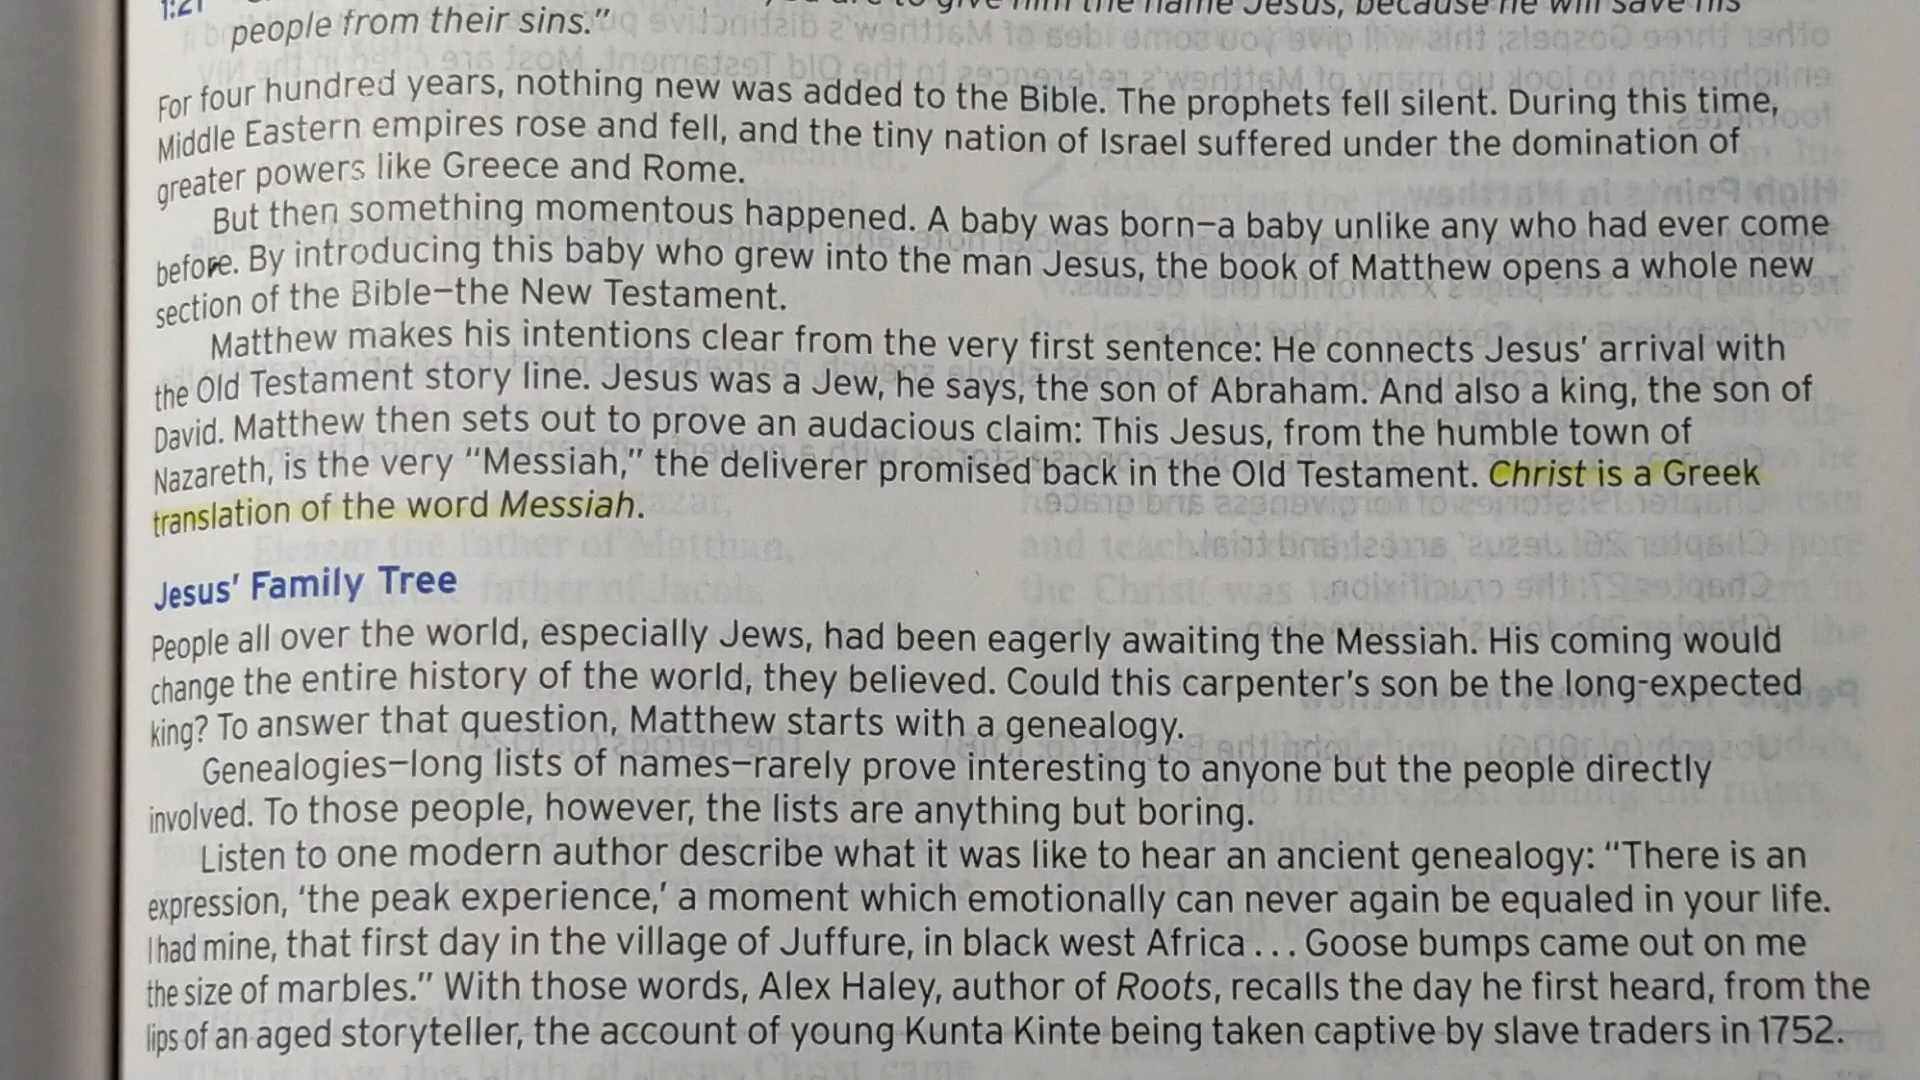 1:21 you are to give him the name Jesus, because he will save his
people from their sins."
For four hundred years, nothing new was added to the Bible. The prophets fell silent. During this time,
Middle Eastern empires rose and fell, and the tiny nation of Israel suffered under the domination of
greater powers like Greece and Rome.
But then something momentous happened. A baby was born—a baby unlike any who had ever come
before. By introducing this baby who grew into the man Jesus, the book of Matthew opens a whole new
section of the Bible—the New Testament.
Matthew makes his intentions clear from the very first sentence: He connects Jesus' arrival with
the Old Testament story line. Jesus was a Jew, he says, the son of Abraham. And also a king, the son of
David. Matthew then sets out to prove an audacious claim: This Jesus, from the humble town of
Nazareth, is the very "Messiah," the deliverer promised back in the Old Testament. Christ is a Greek
translation of the word Messiah.
Jesus' Family Tree
People all over the world, especially Jews, had been eagerly awaiting the Messiah. His coming would
change the entire history of the world, they believed. Could this carpenter's son be the long-expected
king? To answer that question, Matthew starts with a genealogy.
Genealogies—long lists of names—rarely prove interesting to anyone but the people directly
involved. To those people, however, the lists are anything but boring.
Listen to one modern author describe what it was like to hear an ancient genealogy: "There is an
expression, 'the peak experience,' a moment which emotionally can never again be equaled in your life.
I had mine, that first day in the village of Juffure, in black west Africa . . . Goose bumps came out on me
the size of marbles." With those words, Alex Haley, author of Roots, recalls the day he first heard, from the
lips of an aged storyteller, the account of young Kunta Kinte being taken captive by slave traders in 1752.